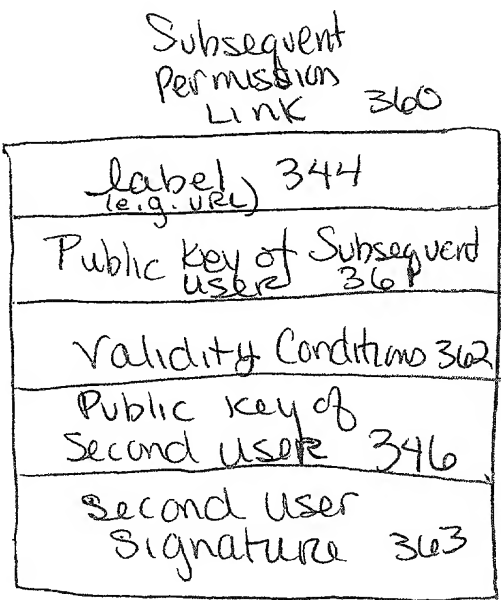 Subsequent
Permission
Link 360
label 344
(e.g. URL)
Public key of Subsequent
user 361
Validity Conditions 362
Public key of
Second user 346
second user
Signature 363